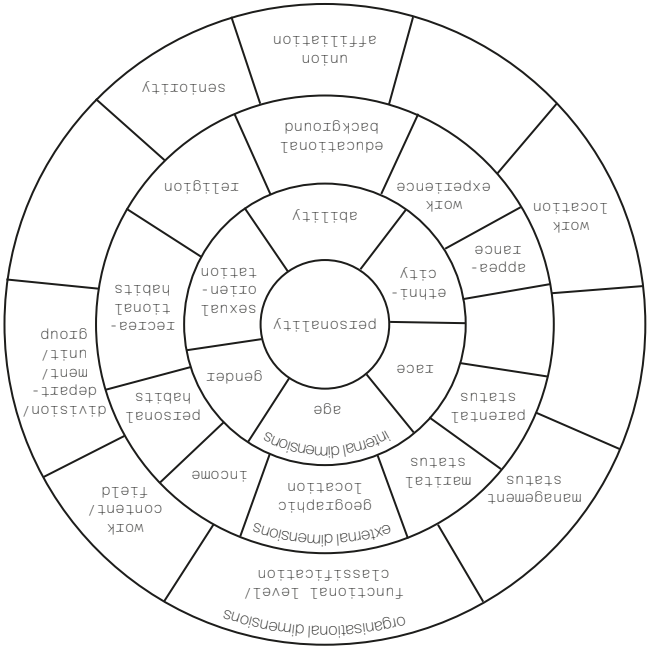 organisational dimensions
functional level/
classification
external dimensions
geographic
location
income
marital
status
parental
status
appea-
rance
work
experience
educational
background
religion
recrea-
tional
habits
personal
habits
internal dimensions
age
race
ethni-
city
ability
sexual
orien-
tation
gender
personality
management
status
work
location
union
affiliation
seniority
division/
depart-
ment/
unit/
group
work
content/
field